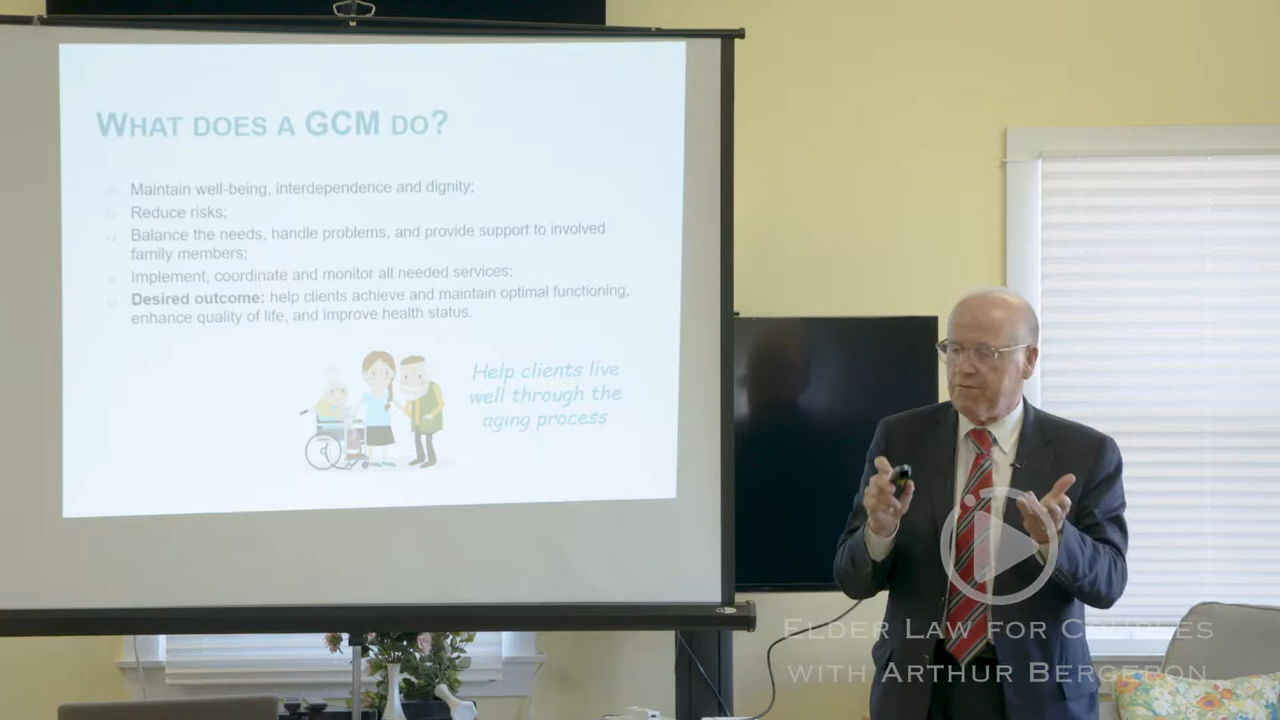 WHAT DOES A GCM DO?
Maintain well-being, interdependence and dignity;
Reduce risks;
Balance the needs, handle problems, and provide support to involved
family members;
Implement, coordinate and monitor all needed services;
Desired outcome: help clients achieve and maintain optimal functioning,
enhance quality of life, and improve health status.
Help clients live
well through the
aging process
ELDER LAW FOR COUPLES
WITH ARTHUR BERGERON